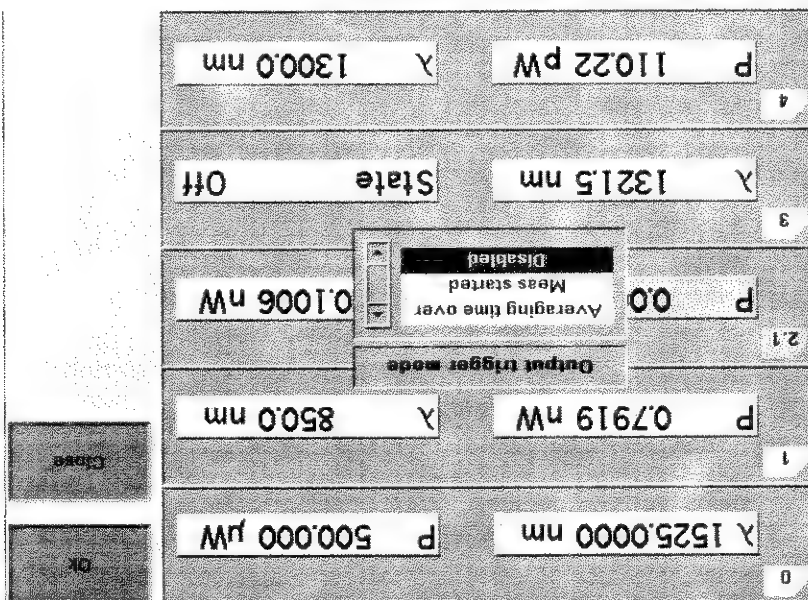 0
λ 1525.0000 nm
P 500.000 µW
Ok
1
P 0.7919 nW
λ 850.0 nm
Close
Output trigger mode
2.1
P 0.0
0.1006 nW
Averaging time over
Meas started
Disabled
3
λ 1321.5 nm
State Off
4
P 110.22 pW
λ 1300.0 nm